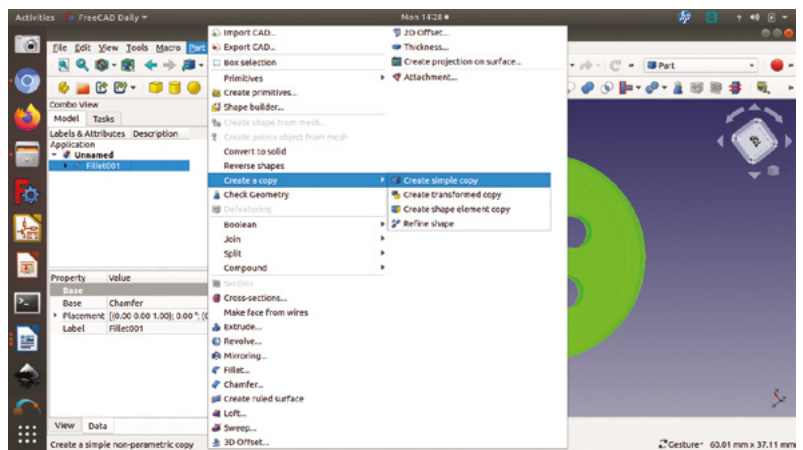 Activities
FreeCAD Daily
Mon 14:28
File Edit View Tools Macro Part
Part
Combo View
Model Tasks
Labels & Attributes Description
Application
Unnamed
Fillet001
Property Value
Base
Base Chamfer
Placement [(0.00 0.00 1.00); 0.00 °; (0
Label Fillet001
View Data
Create a simple non-parametric copy
Import CAD...
Export CAD...
Box selection
Primitives
Create primitives...
Shape builder...
Create shape from mesh...
Create points object from mesh
Convert to solid
Reverse shapes
Create a copy
Check Geometry
Defeaturing
Boolean
Join
Split
Compound
Section
Cross-sections...
Make face from wires
Extrude...
Revolve...
Mirroring...
Fillet...
Chamfer...
Create ruled surface
Loft...
Sweep...
3D Offset...
2D Offset...
Thickness...
Create projection on surface...
Attachment...
Create simple copy
Create transformed copy
Create shape element copy
Refine shape
Gesture 60.01 mm x 37.11 mm